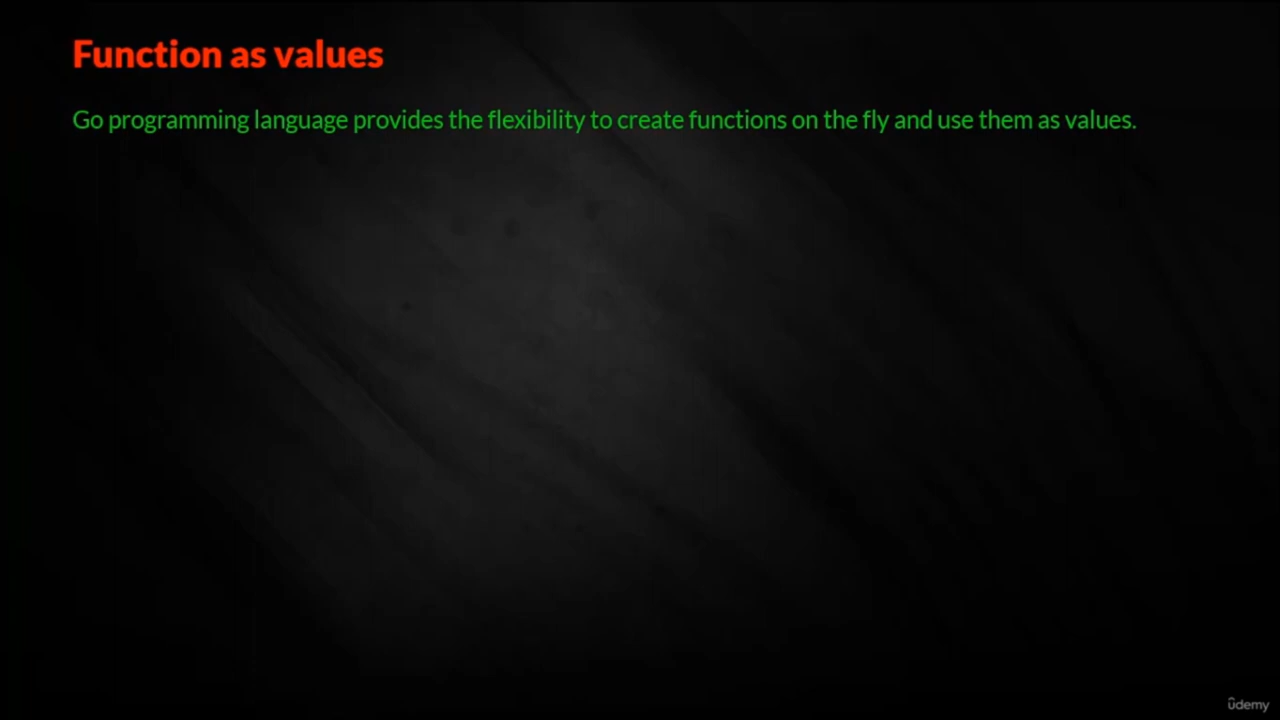 Function as values
Go programming language provides the flexibility to create functions on the fly and use them as values.
ûdemy